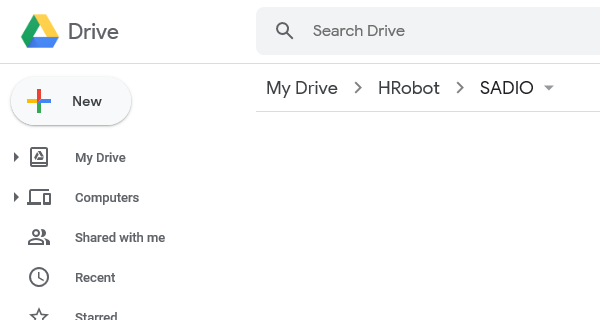 Drive
Search Drive
My Drive > HRobot > SADIO
New
My Drive
Computers
Shared with me
Recent
Starred